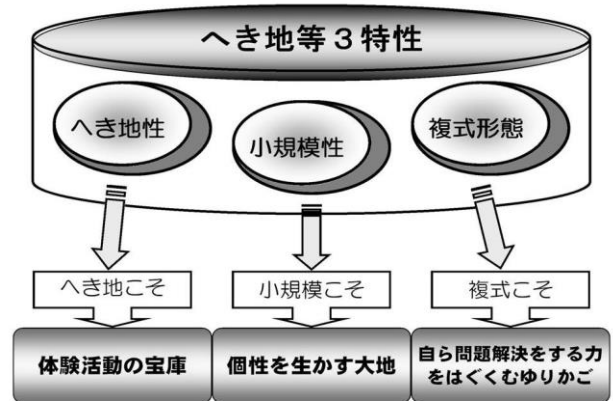 へき地等３特性
へき地性
小規模性
複式形態
へき地こそ
小規模こそ
複式こそ
体験活動の宝庫
個性を生かす大地
自ら問題解決をする力
をはぐくむゆりかご